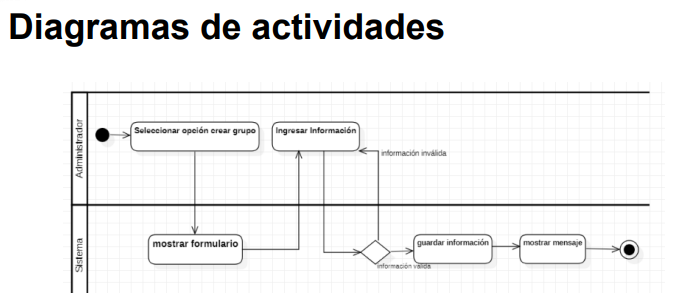 Diagramas de actividades
Administrador
Seleccionar opción crear grupo
Ingresar Información
información inválida
Sistema
mostrar formulario
guardar información
mostrar mensaje
información válida